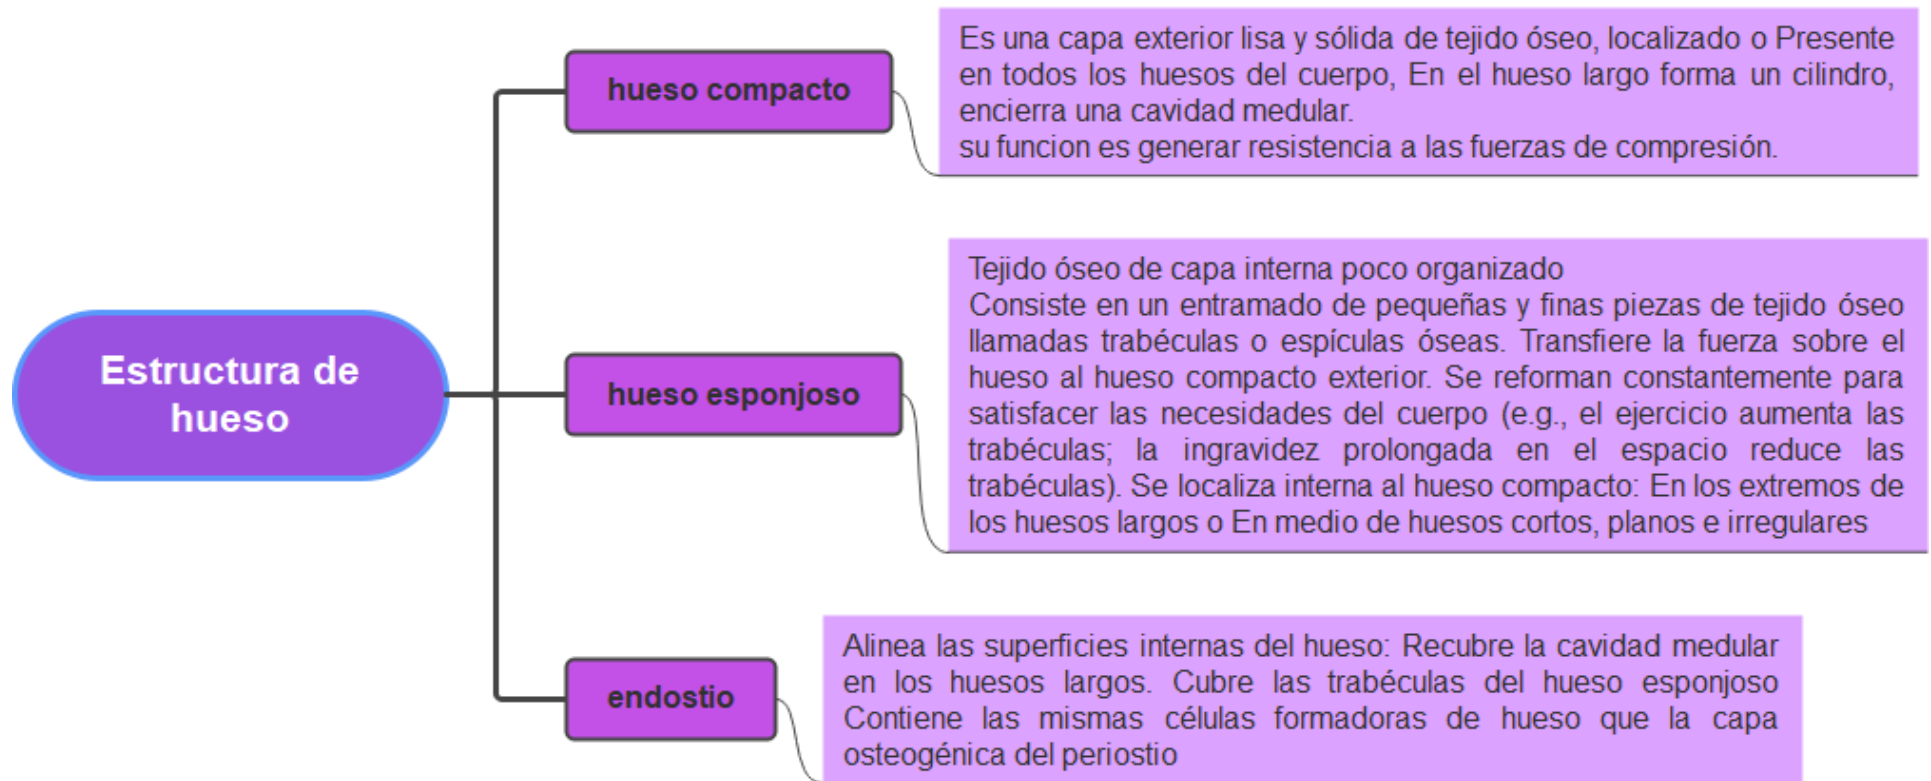 Estructura de
hueso
hueso compacto
Es una capa exterior lisa y sólida de tejido óseo, localizado o Presente
en todos los huesos del cuerpo, En el hueso largo forma un cilindro,
encierra una cavidad medular.
su funcion es generar resistencia a las fuerzas de compresión.
hueso esponjoso
Tejido óseo de capa interna poco organizado
Consiste en un entramado de pequeñas y finas piezas de tejido óseo
llamadas trabéculas o espículas óseas. Transfiere la fuerza sobre el
hueso al hueso compacto exterior. Se reforman constantemente para
satisfacer las necesidades del cuerpo (e.g., el ejercicio aumenta las
trabéculas; la ingravidez prolongada en el espacio reduce las
trabéculas). Se localiza interna al hueso compacto: En los extremos de
los huesos largos o En medio de huesos cortos, planos e irregulares
endostio
Alinea las superficies internas del hueso: Recubre la cavidad medular
en los huesos largos. Cubre las trabéculas del hueso esponjoso
Contiene las mismas células formadoras de hueso que la capa
osteogénica del periostio